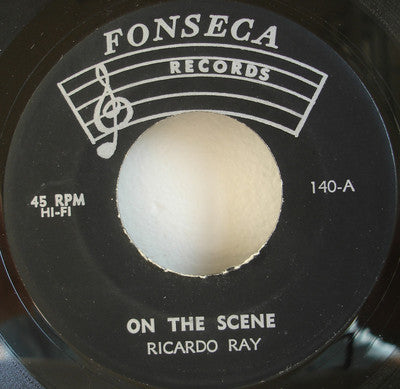 FONSECA
RECORDS
45 RPM
HI-FI
140-A
ON THE SCENE
RICARDO RAY